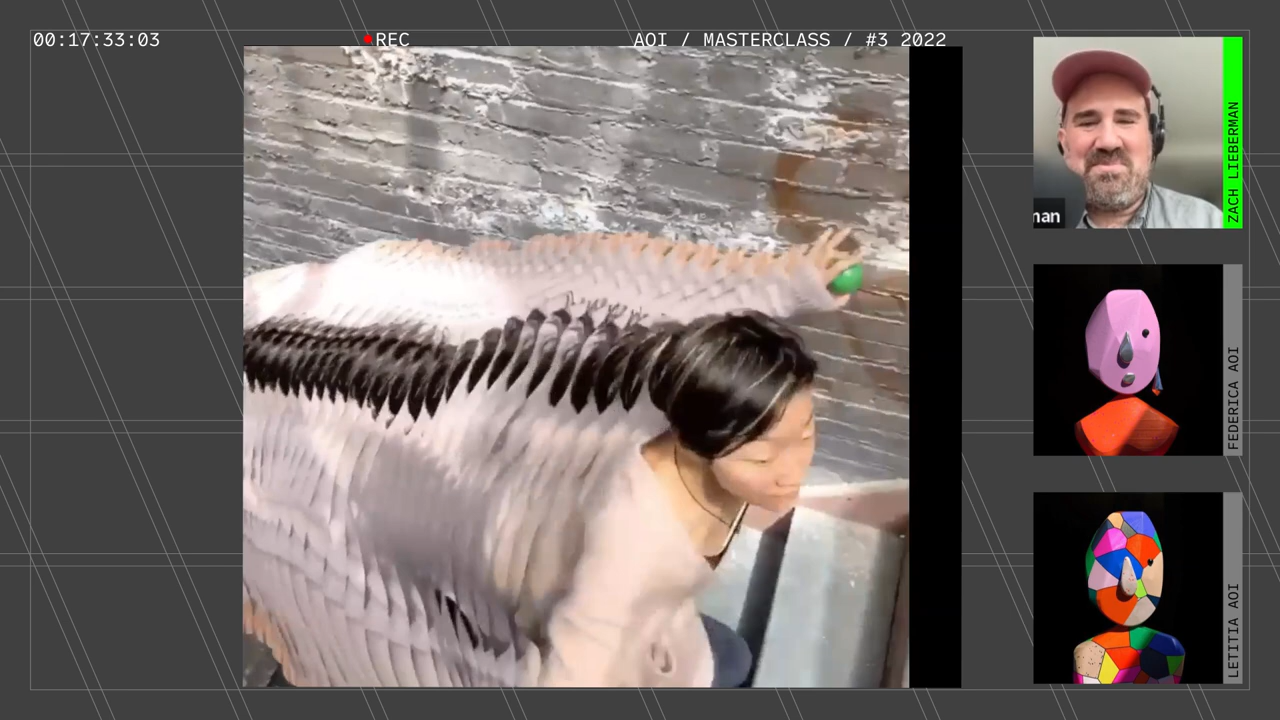 00:17:33:03
REC
AOI / MASTERCLASS / #3 2022
ZACH LIEBERMAN
man
FEDERICA AOI
LETITIA AOI